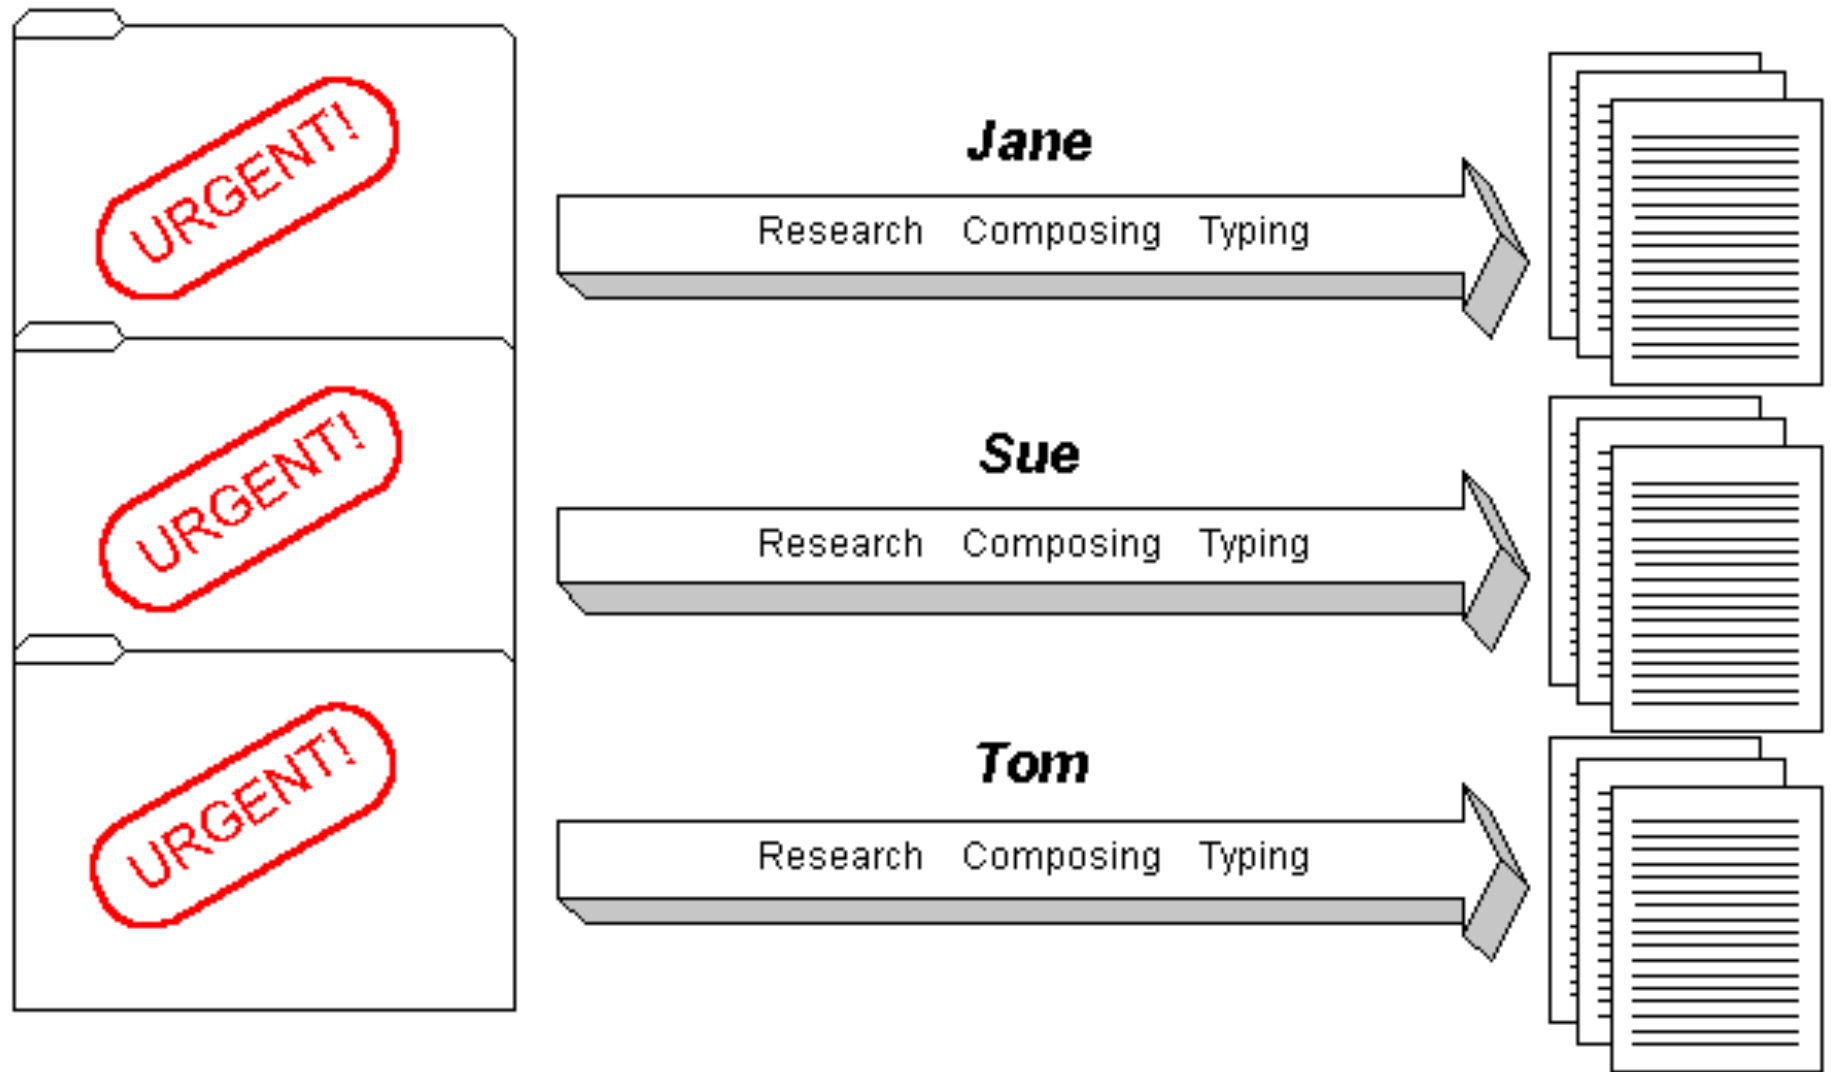 URGENT!
Jane
Research Composing Typing
URGENT!
Sue
Research Composing Typing
URGENT!
Tom
Research Composing Typing